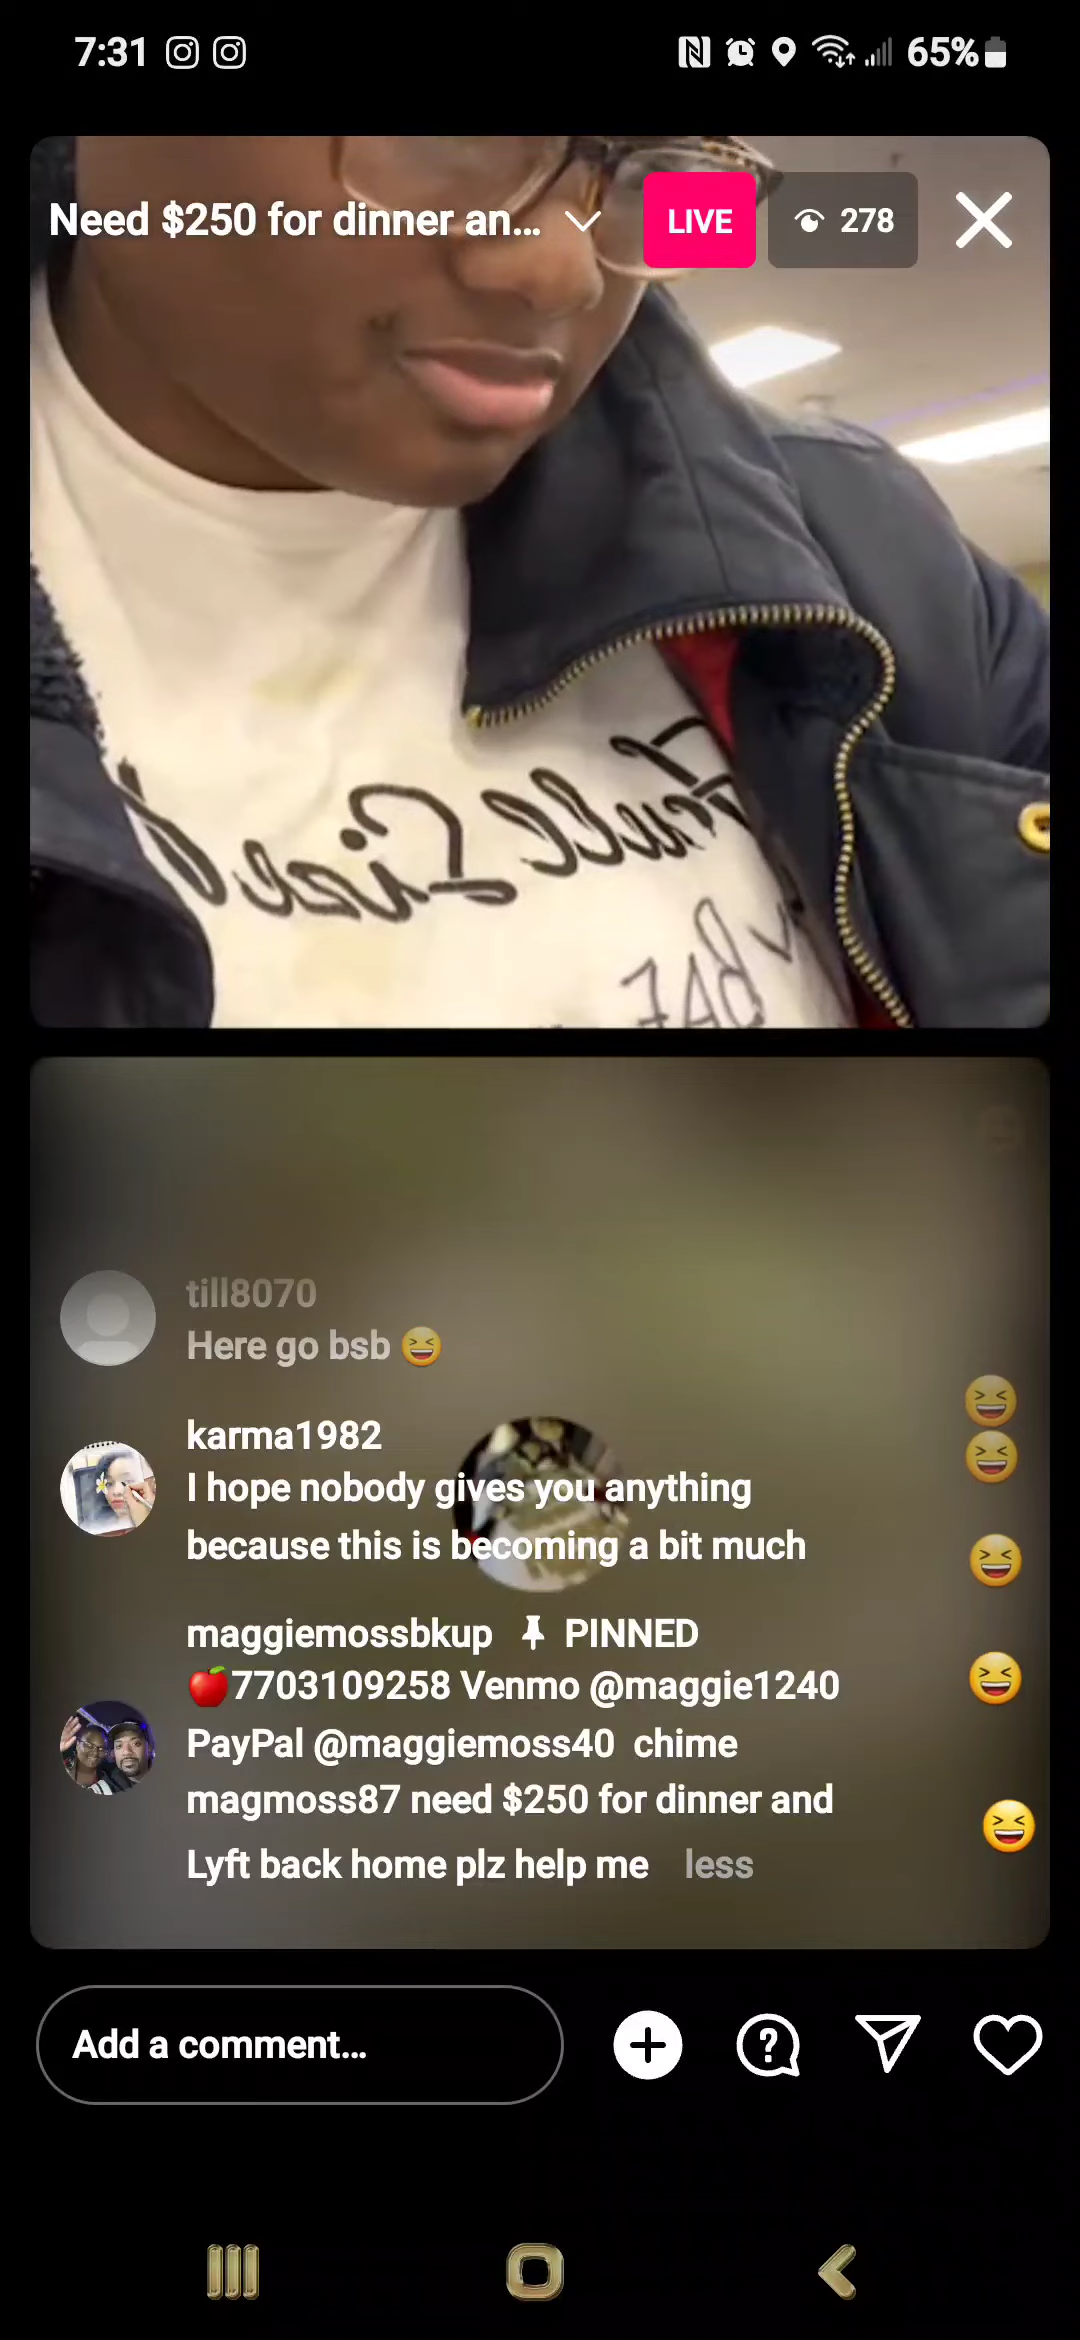 7:31
65%
Need $250 for dinner an...
LIVE
278
till8070
Here go bsb 😆
karma1982
I hope nobody gives you anything
because this is becoming a bit much
maggiemossbkup PINNED
🍎7703109258 Venmo @maggie1240
PayPal @maggiemoss40 chime
magmoss87 need $250 for dinner and
Lyft back home plz help me less
Add a comment...